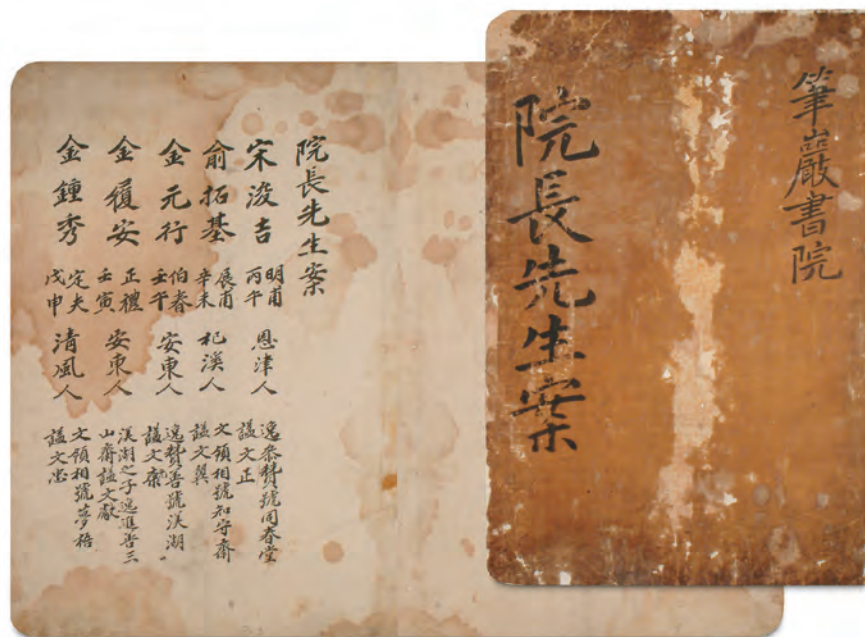 筆巖書院
院長先生案
院長先生案
宋浚吉 明甫 丙午 恩津人 逸參贊號同春堂 諡文正
俞拓基 展甫 辛未 杞溪人 文領相號知守齋 諡文翼
金元行 伯春 壬午 安東人 逸贊善號渼湖 諡文
金履安 正禮 壬寅 安東人 渼湖之子逸進善三山齋諡文獻
金鍾秀 定夫 戊申 清風人 文領相號夢梧 諡文忠